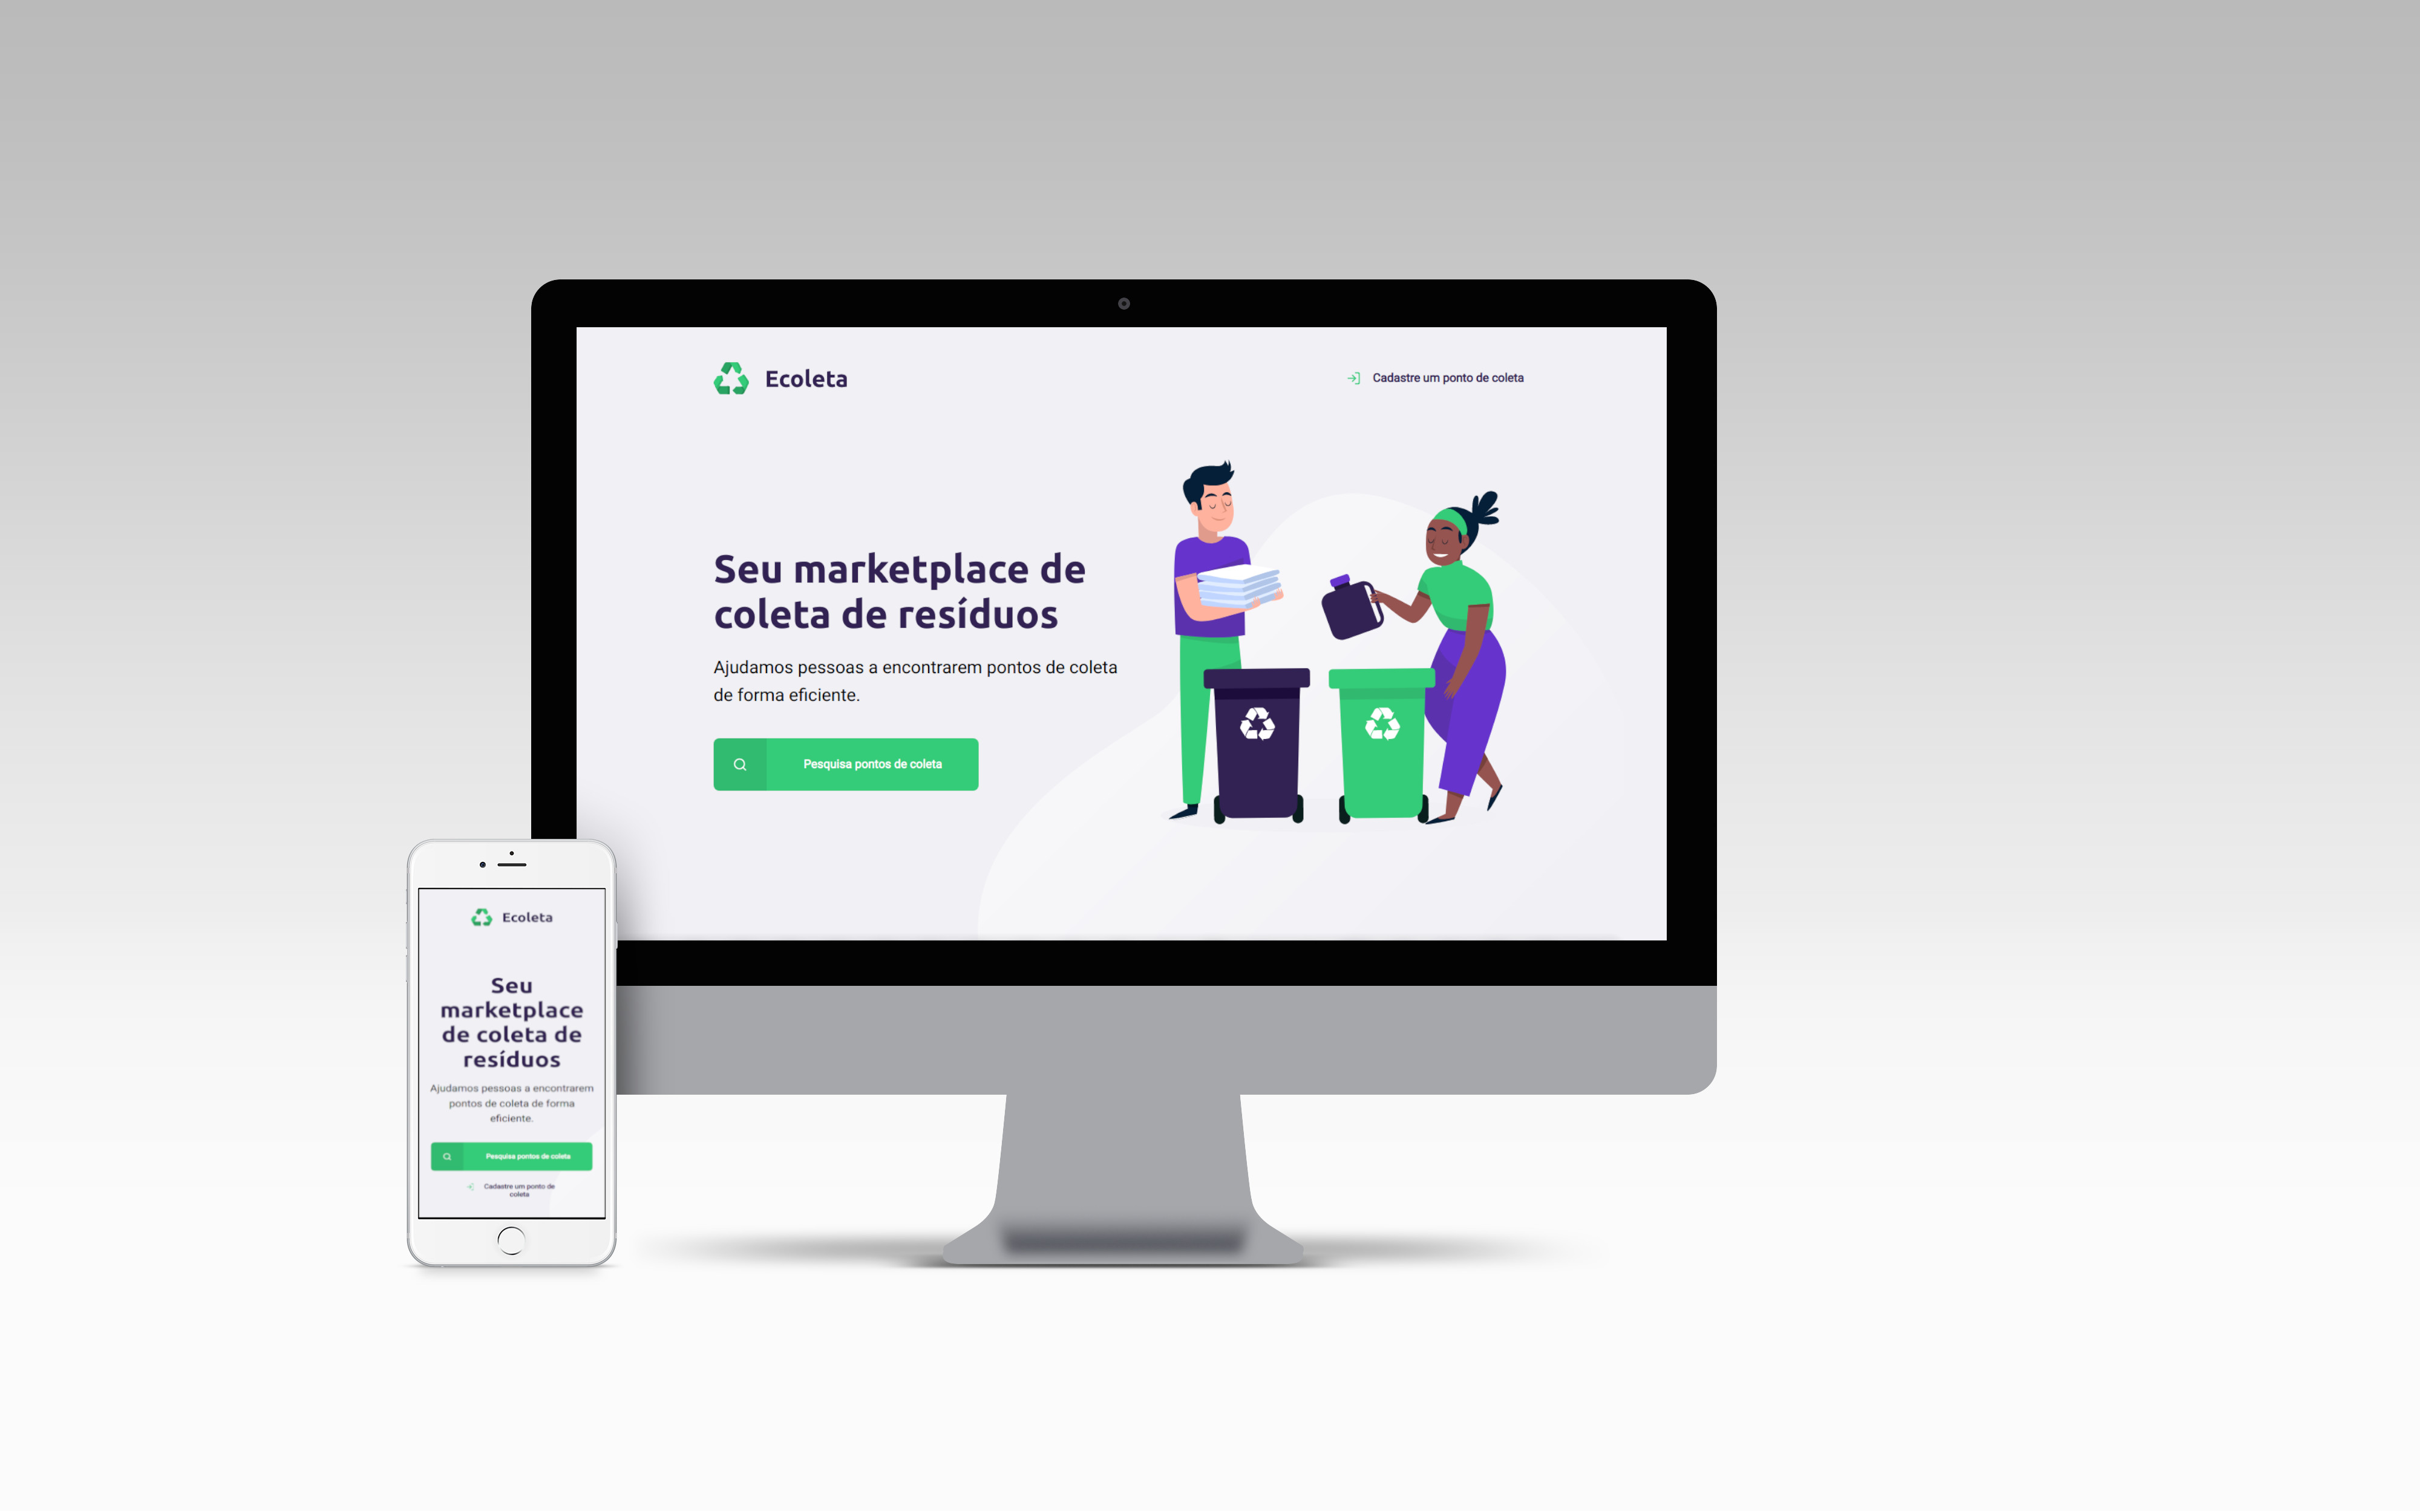 Ecoleta
Cadastre um ponto de coleta
Seu marketplace de
coleta de resíduos
Ajudamos pessoas a encontrarem pontos de coleta
de forma eficiente.
Pesquisa pontos de coleta
Ecoleta
Seu
marketplace
de coleta de
resíduos
Ajudamos pessoas a encontrarem
pontos de coleta de forma
eficiente.
Pesquisa pontos de coleta
Cadastre um ponto de
coleta